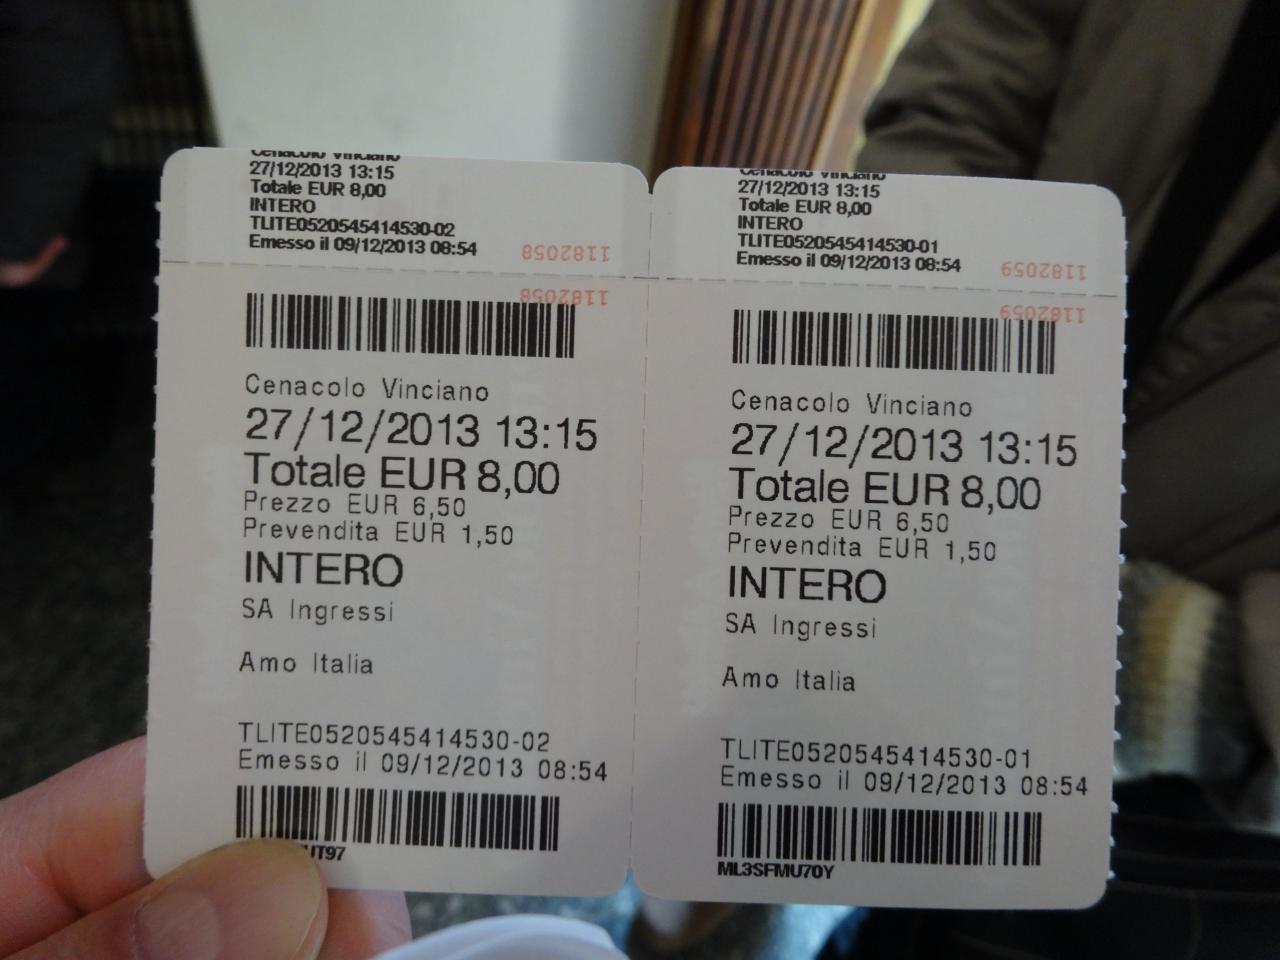 Cenacolo Vinciano
27/12/2013 13:15
Totale EUR 8,00
INTERO
TLITE0520545414530-02
Emesso il 09/12/2013 08:54
1182058
1182058
Cenacolo Vinciano
27/12/2013 13:15
Totale EUR 8,00
Prezzo EUR 6,50
Prevendita EUR 1,50
INTERO
SA Ingressi
Amo Italia
TLITE0520545414530-02
Emesso il 09/12/2013 08:54
Cenacolo Vinciano
27/12/2013 13:15
Totale EUR 8,00
INTERO
TLITE0520545414530-01
Emesso il 09/12/2013 08:54
1182059
1182059
Cenacolo Vinciano
27/12/2013 13:15
Totale EUR 8,00
Prezzo EUR 6,50
Prevendita EUR 1,50
INTERO
SA Ingressi
Amo Italia
TLITE0520545414530-01
Emesso il 09/12/2013 08:54
ML3SFMU70Y